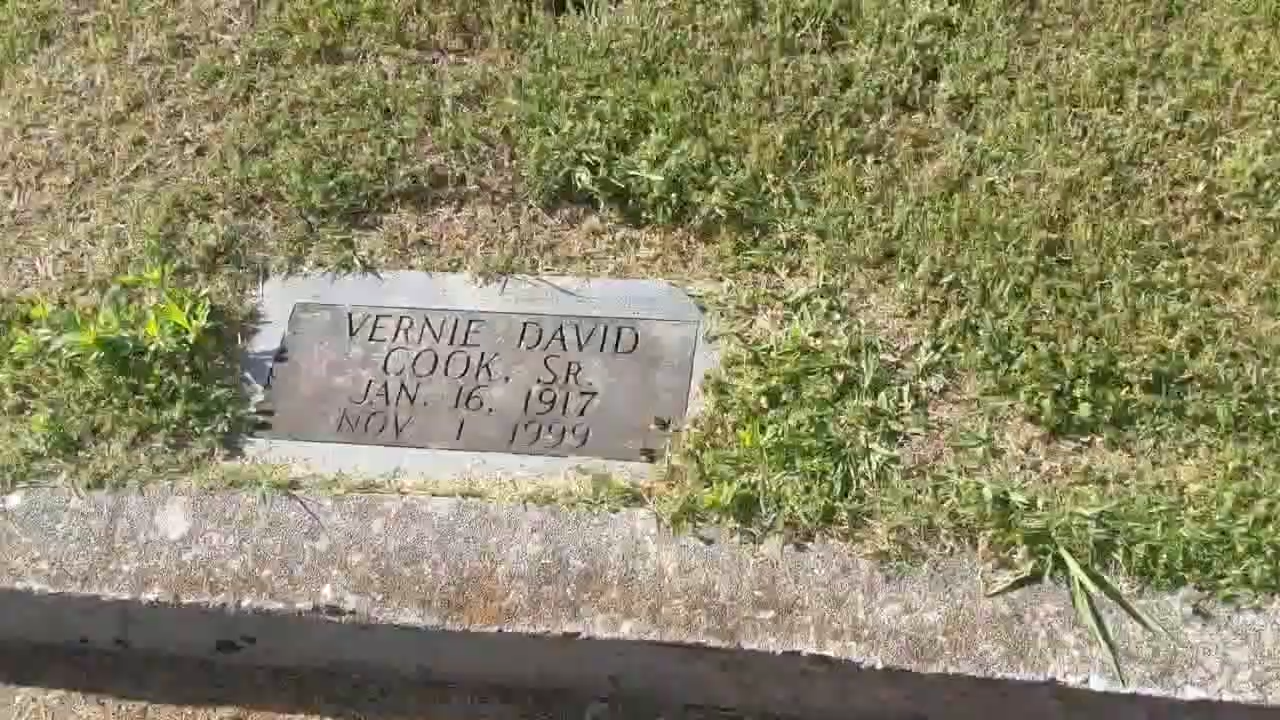 VERNIE DAVID
COOK, SR.
JAN. 16, 1917
NOV 1 1999